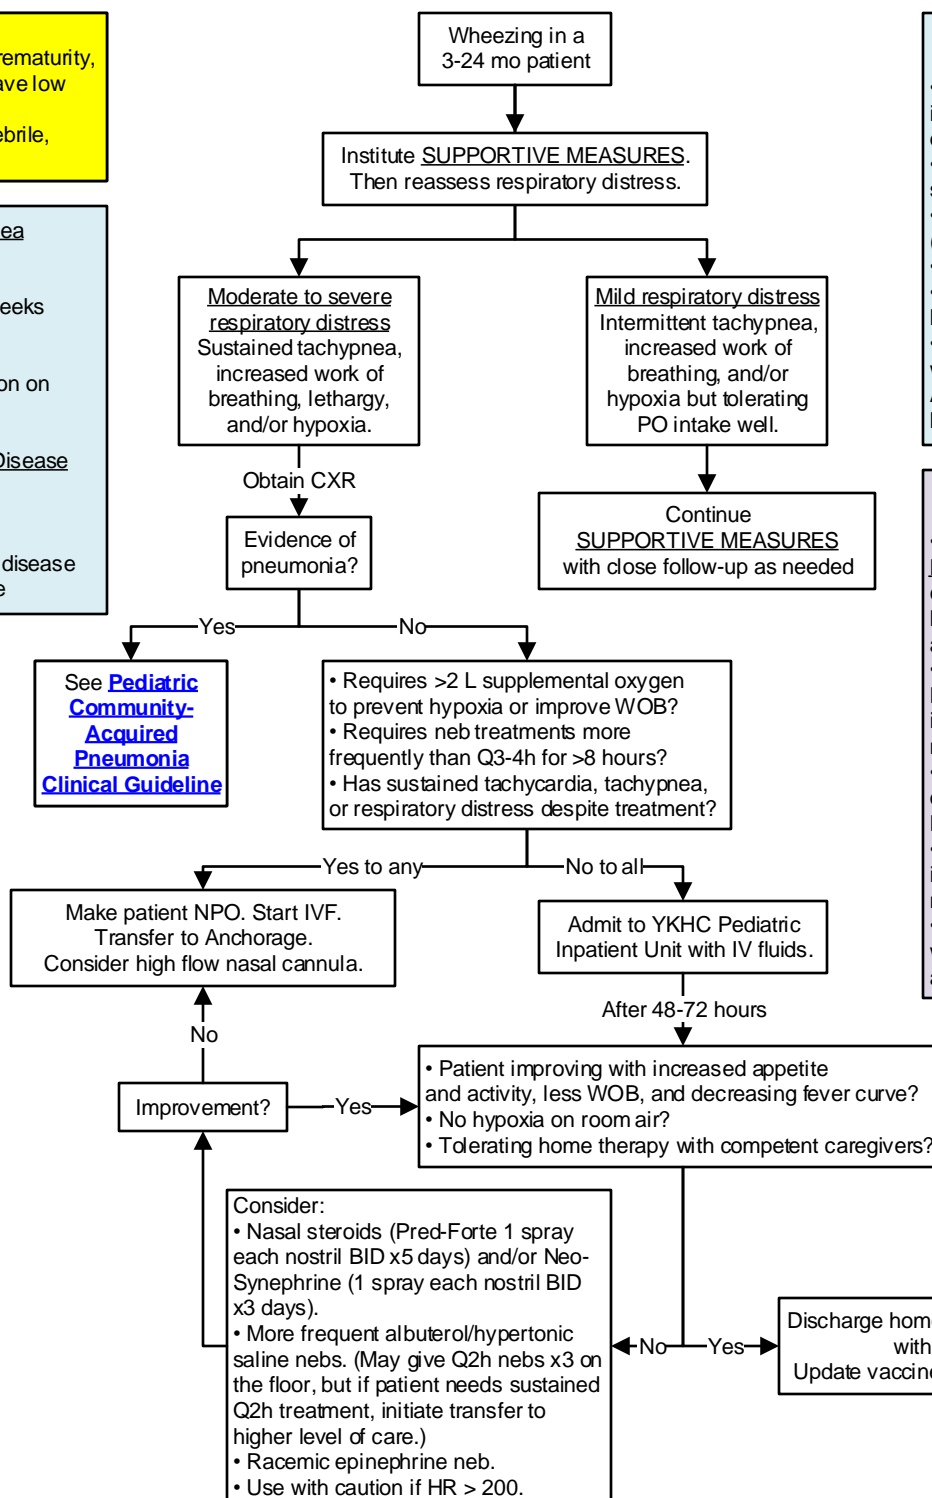 rematurity,
ave low
ebrile,
ea
eeks
on on
Disease
disease
e
Wheezing in a
3-24 mo patient
Institute SUPPORTIVE MEASURES.
Then reassess respiratory distress.
Moderate to severe
respiratory distress
Sustained tachypnea,
increased work of
breathing, lethargy,
and/or hypoxia.
Mild respiratory distress
Intermittent tachypnea,
increased work of
breathing, and/or
hypoxia but tolerating
PO intake well.
Obtain CXR
Continue
SUPPORTIVE MEASURES
with close follow-up as needed
Evidence of
pneumonia?
Yes
No
See Pediatric
Community-
Acquired
Pneumonia
Clinical Guideline
• Requires >2 L supplemental oxygen
to prevent hypoxia or improve WOB?
• Requires neb treatments more
frequently than Q3-4h for >8 hours?
• Has sustained tachycardia, tachypnea,
or respiratory distress despite treatment?
Yes to any
No to all
Make patient NPO. Start IVF.
Transfer to Anchorage.
Consider high flow nasal cannula.
Admit to YKHC Pediatric
Inpatient Unit with IV fluids.
After 48-72 hours
No
Improvement?
Yes
• Patient improving with increased appetite
and activity, less WOB, and decreasing fever curve?
• No hypoxia on room air?
• Tolerating home therapy with competent caregivers?
Consider:
• Nasal steroids (Pred-Forte 1 spray
each nostril BID x5 days) and/or Neo-
Synephrine (1 spray each nostril BID
x3 days).
• More frequent albuterol/hypertonic
saline nebs. (May give Q2h nebs x3 on
the floor, but if patient needs sustained
Q2h treatment, initiate transfer to
higher level of care.)
• Racemic epinephrine neb.
• Use with caution if HR > 200.
No
Yes
Discharge hom
with
Update vaccine